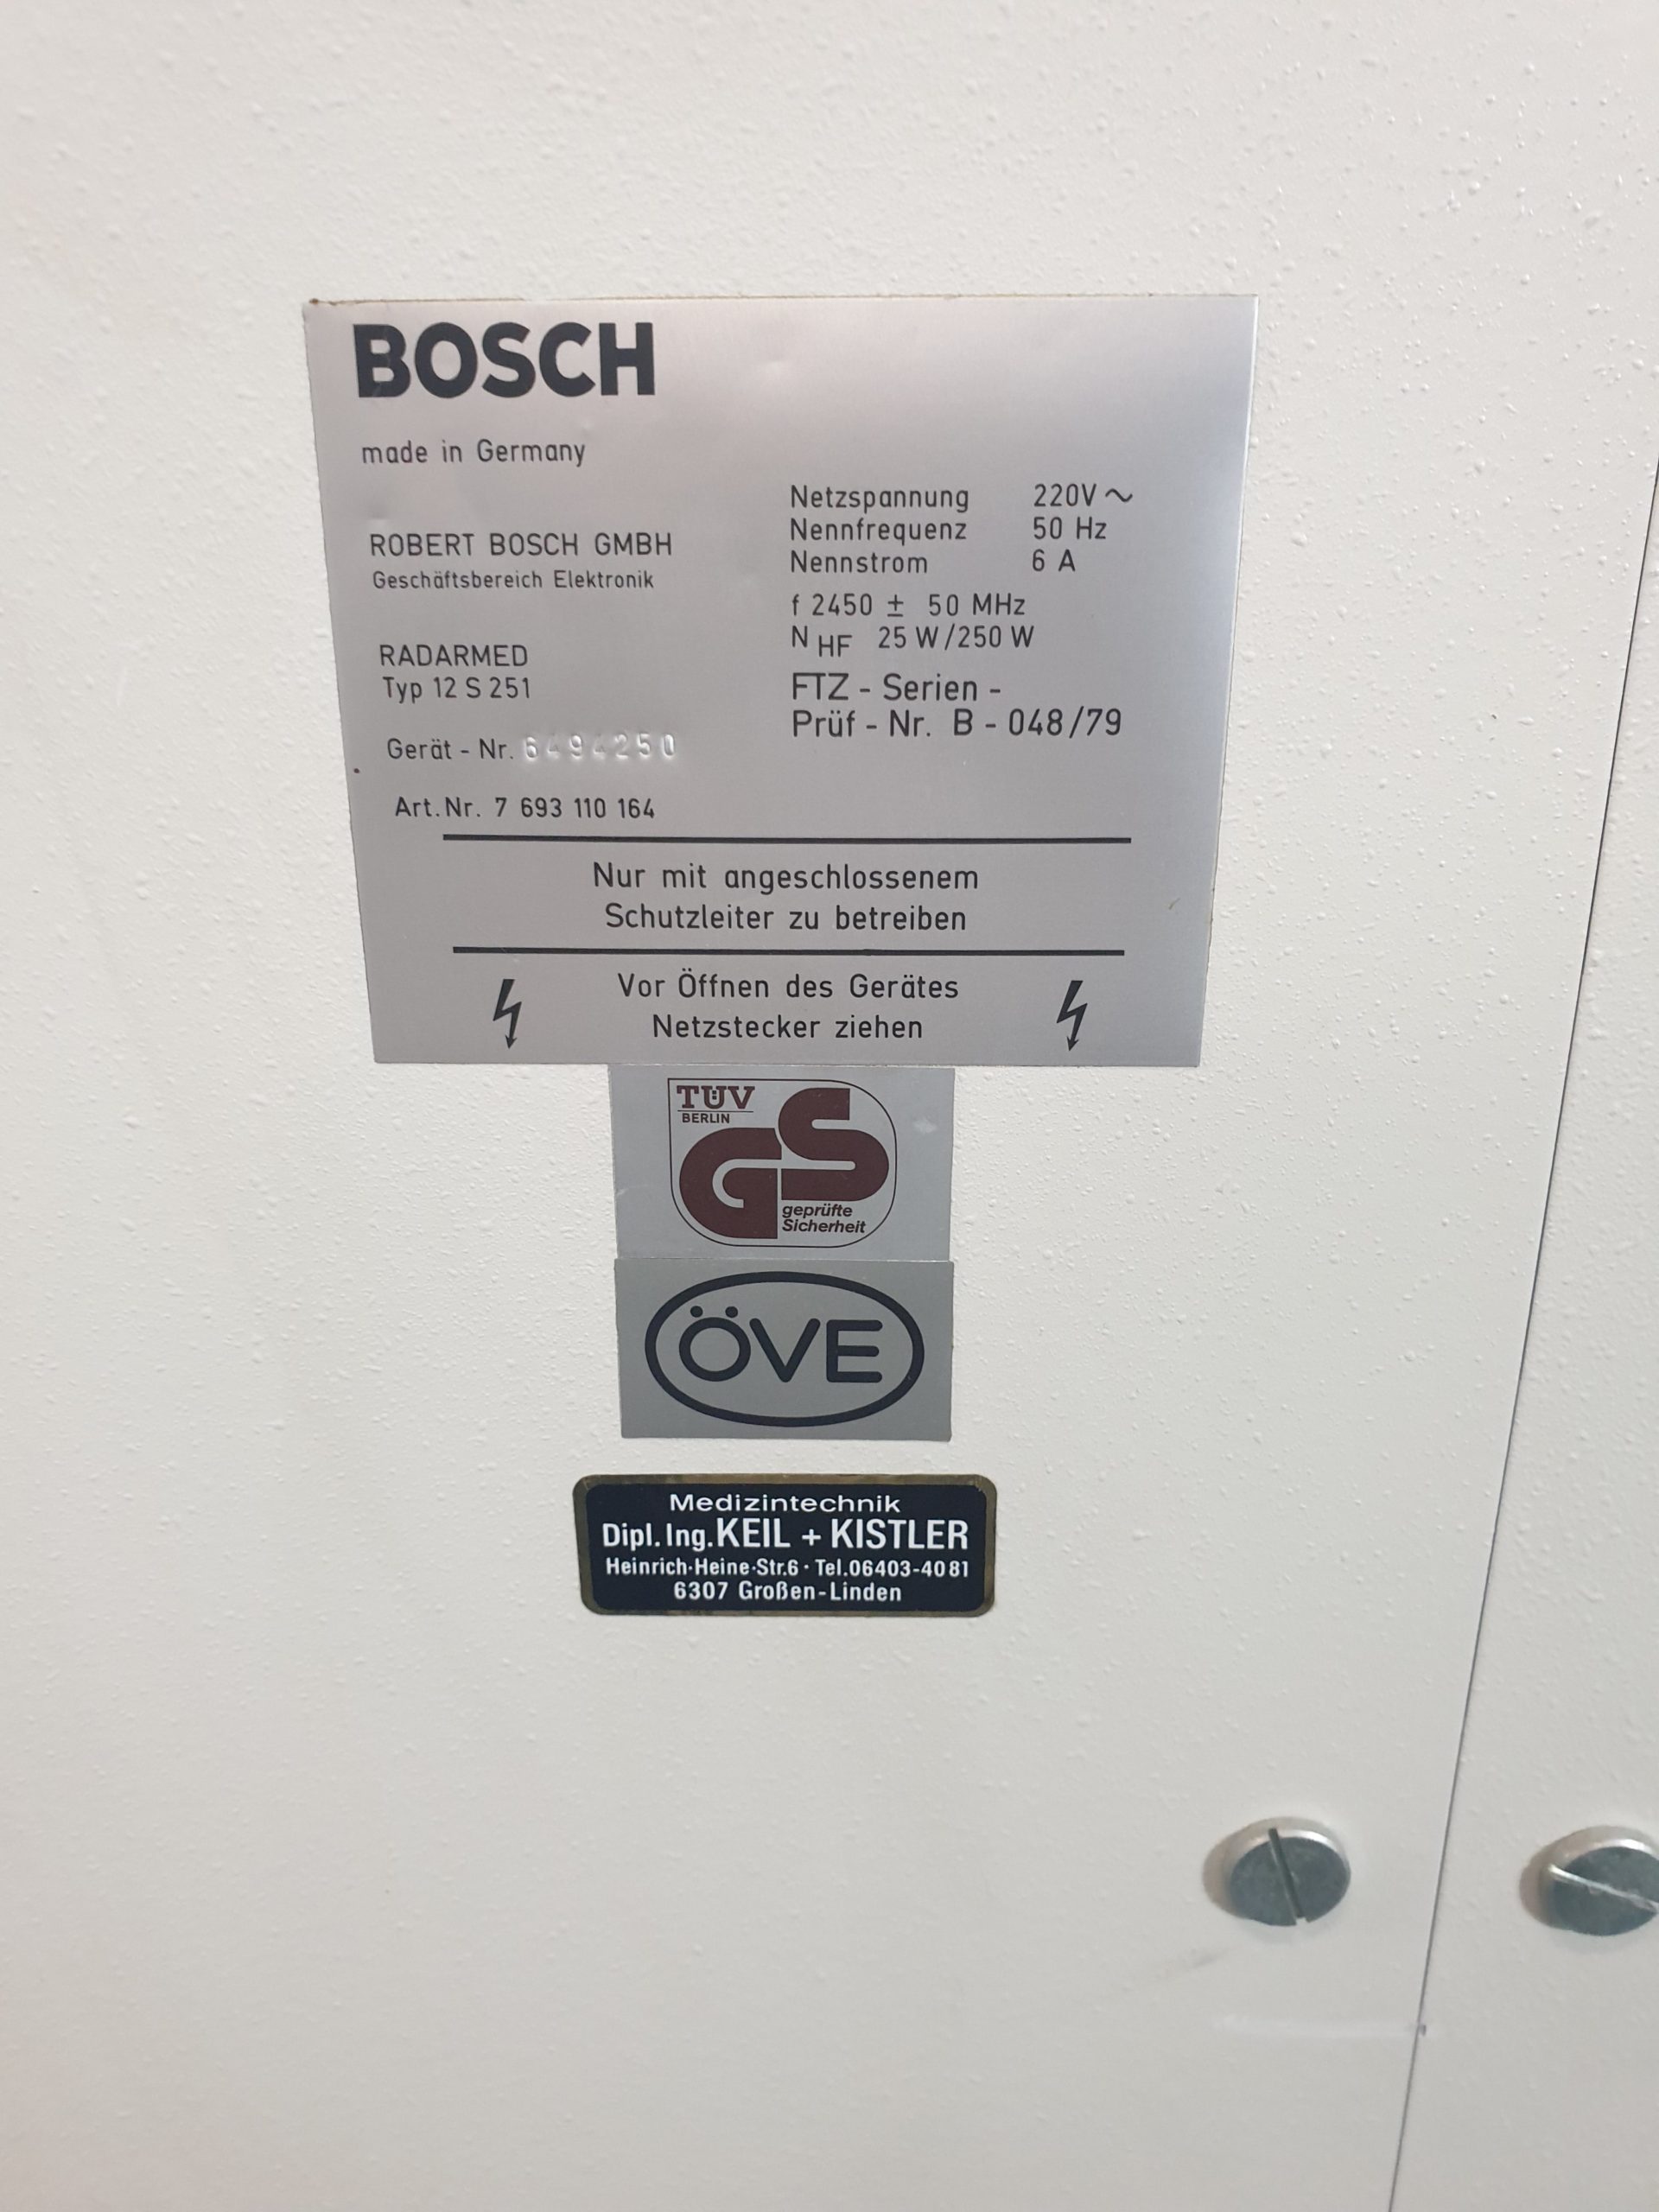 BOSCH
made in Germany
ROBERT BOSCH GMBH
Geschäftsbereich Elektronik
RADARMED
Typ 12 S 251
Gerät - Nr. 6494250
Art.Nr. 7 693 110 164
Netzspannung 220V ~
Nennfrequenz 50 Hz
Nennstrom 6 A
f 2450 ± 50 MHz
N HF 25 W/250 W
FTZ - Serien -
Prüf - Nr. B - 048/79
Nur mit angeschlossenem
Schutzleiter zu betreiben
Vor Öffnen des Gerätes
Netzstecker ziehen
TÜV
BERLIN
GS
geprüfte
Sicherheit
ÖVE
Medizintechnik
Dipl.Ing.KEIL + KISTLER
Heinrich-Heine-Str.6 · Tel.06403-4081
6307 Großen-Linden